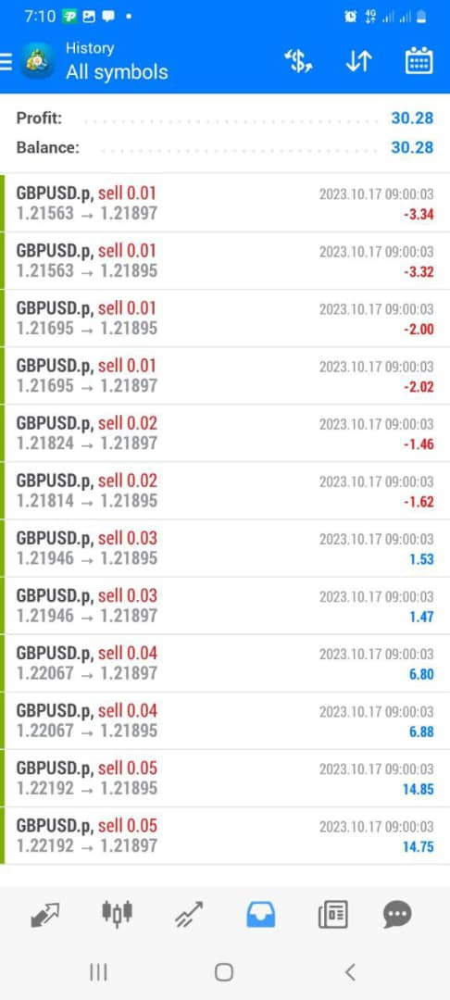 7:10
4G
History
All symbols
Profit: 30.28
Balance: 30.28
GBPUSD.p, sell 0.01 2023.10.17 09:00:03
1.21563 → 1.21897 -3.34
GBPUSD.p, sell 0.01 2023.10.17 09:00:03
1.21563 → 1.21895 -3.32
GBPUSD.p, sell 0.01 2023.10.17 09:00:03
1.21695 → 1.21895 -2.00
GBPUSD.p, sell 0.01 2023.10.17 09:00:03
1.21695 → 1.21897 -2.02
GBPUSD.p, sell 0.02 2023.10.17 09:00:03
1.21824 → 1.21897 -1.46
GBPUSD.p, sell 0.02 2023.10.17 09:00:03
1.21814 → 1.21895 -1.62
GBPUSD.p, sell 0.03 2023.10.17 09:00:03
1.21946 → 1.21895 1.53
GBPUSD.p, sell 0.03 2023.10.17 09:00:03
1.21946 → 1.21897 1.47
GBPUSD.p, sell 0.04 2023.10.17 09:00:03
1.22067 → 1.21897 6.80
GBPUSD.p, sell 0.04 2023.10.17 09:00:03
1.22067 → 1.21895 6.88
GBPUSD.p, sell 0.05 2023.10.17 09:00:03
1.22192 → 1.21895 14.85
GBPUSD.p, sell 0.05 2023.10.17 09:00:03
1.22192 → 1.21897 14.75